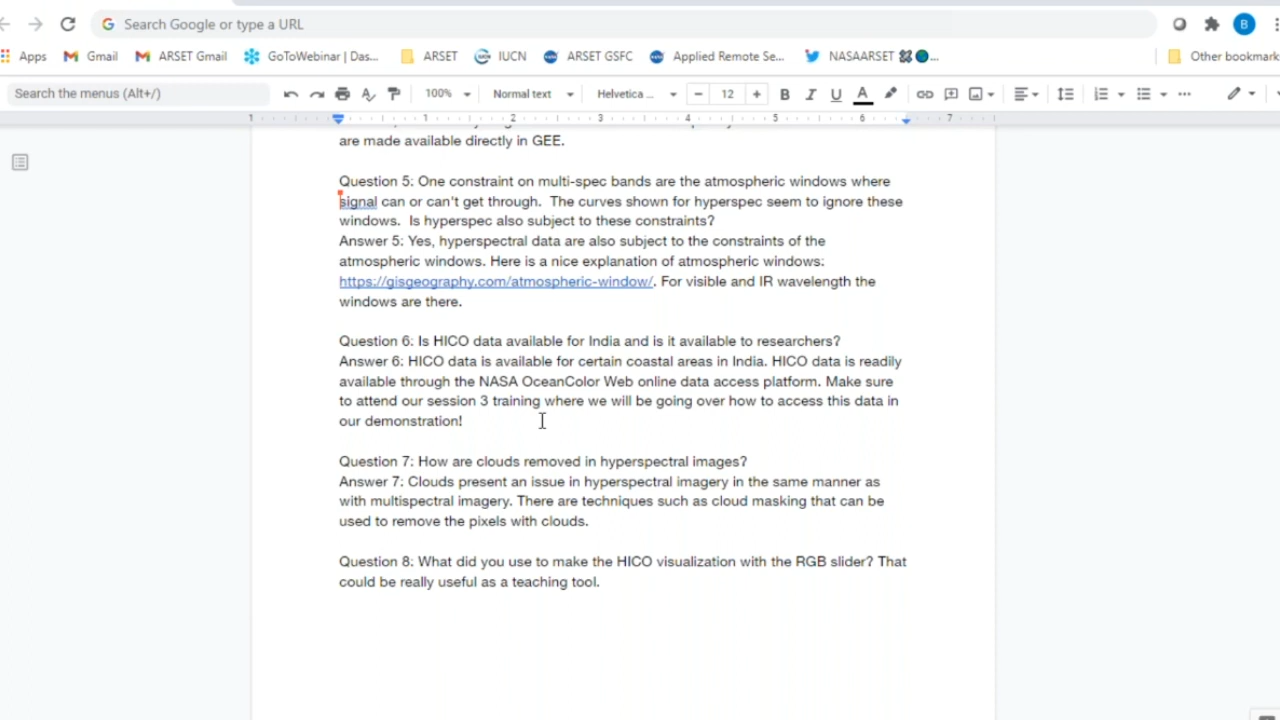 Search Google or type a URL
B
Apps Gmail ARSET Gmail GoToWebinar | Das... ARSET IUCN ARSET GSFC Applied Remote Se... NASAARSET Other bookmark
Search the menus (Alt+/) 100% Normal text Helvetica ... 12 B I U A
1 1 2 3 4 5 6 7
are made available directly in GEE.
Question 5: One constraint on multi-spec bands are the atmospheric windows where
signal can or can't get through. The curves shown for hyperspec seem to ignore these
windows. Is hyperspec also subject to these constraints?
Answer 5: Yes, hyperspectral data are also subject to the constraints of the
atmospheric windows. Here is a nice explanation of atmospheric windows:
https://gisgeography.com/atmospheric-window/. For visible and IR wavelength the
windows are there.
Question 6: Is HICO data available for India and is it available to researchers?
Answer 6: HICO data is available for certain coastal areas in India. HICO data is readily
available through the NASA OceanColor Web online data access platform. Make sure
to attend our session 3 training where we will be going over how to access this data in
our demonstration!
Question 7: How are clouds removed in hyperspectral images?
Answer 7: Clouds present an issue in hyperspectral imagery in the same manner as
with multispectral imagery. There are techniques such as cloud masking that can be
used to remove the pixels with clouds.
Question 8: What did you use to make the HICO visualization with the RGB slider? That
could be really useful as a teaching tool.